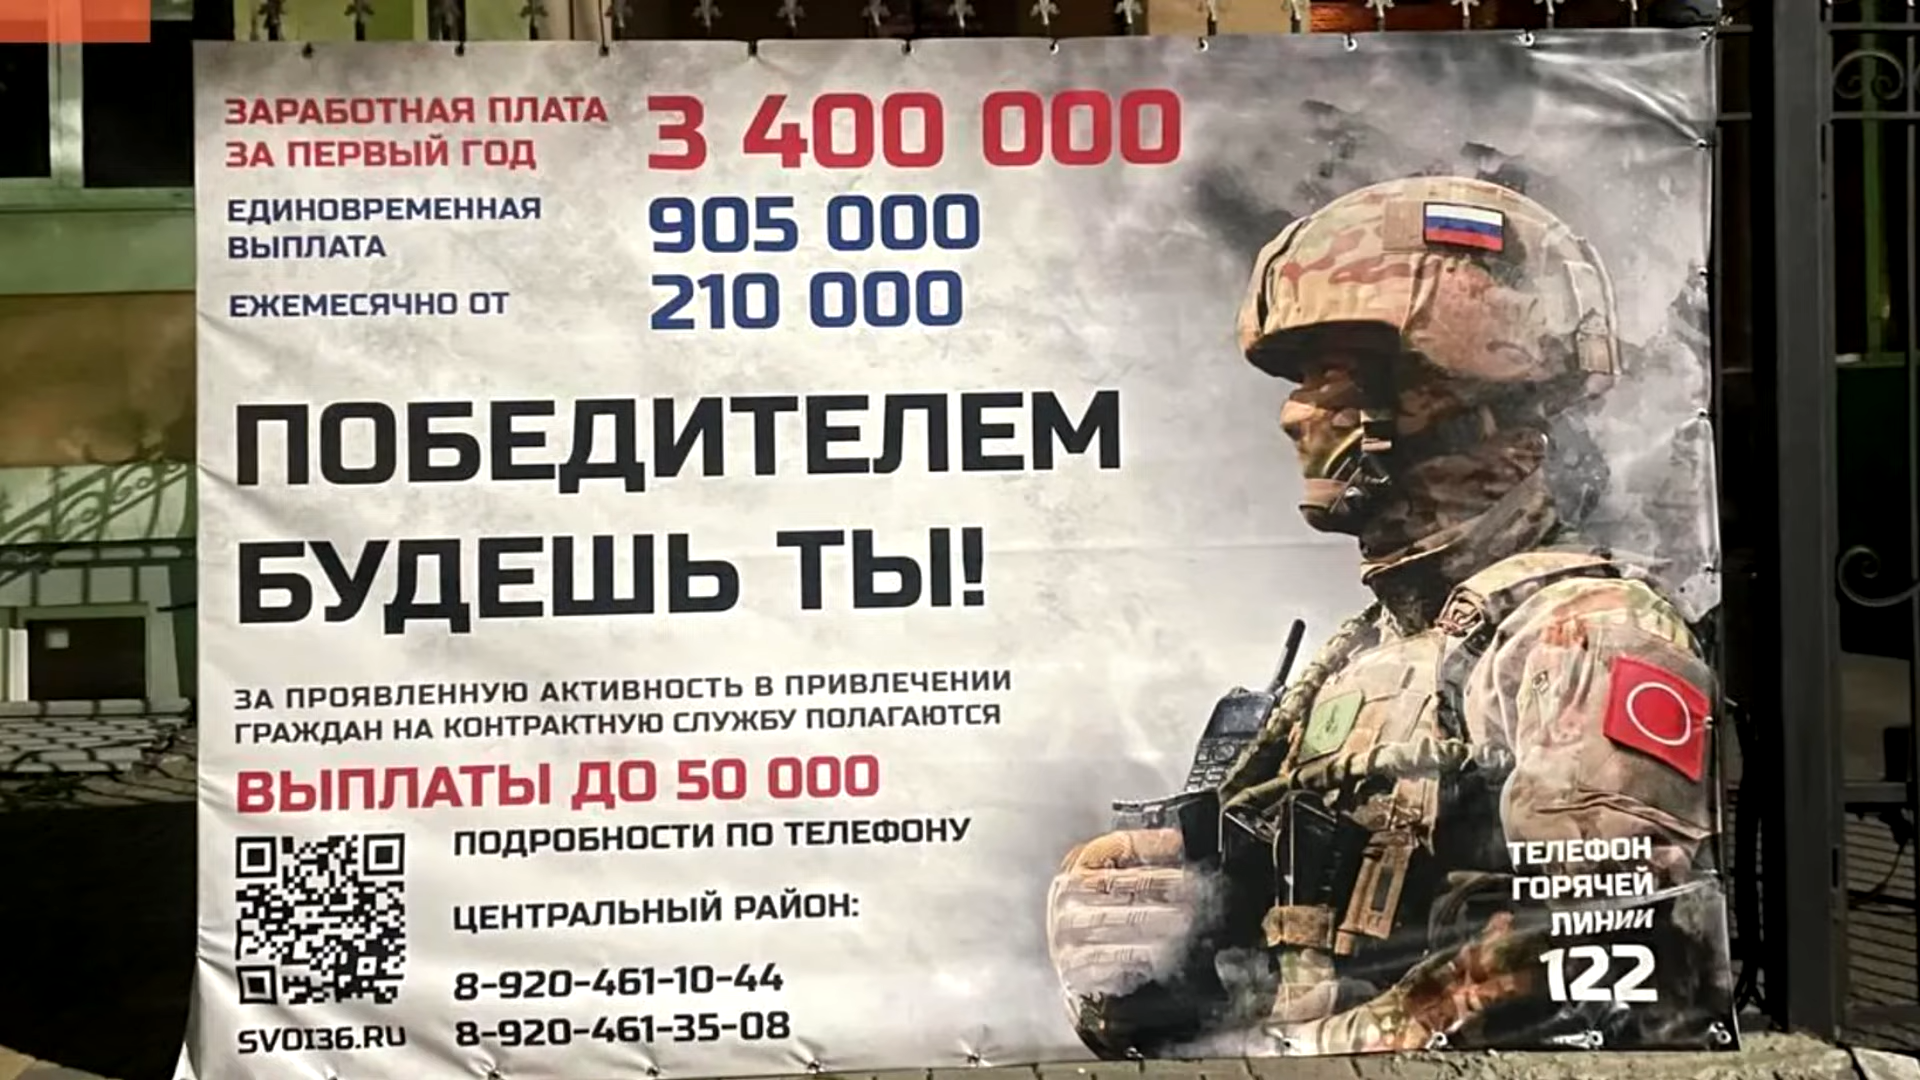 ЗАРАБОТНАЯ ПЛАТА
ЗА ПЕРВЫЙ ГОД
3 400 000
ЕДИНОВРЕМЕННАЯ
ВЫПЛАТА
905 000
ЕЖЕМЕСЯЧНО ОТ
210 000
ПОБЕДИТЕЛЕМ
БУДЕШЬ ТЫ!
ЗА ПРОЯВЛЕННУЮ АКТИВНОСТЬ В ПРИВЛЕЧЕНИИ
ГРАЖДАН НА КОНТРАКТНУЮ СЛУЖБУ ПОЛАГАЮТСЯ
ВЫПЛАТЫ ДО 50 000
ПОДРОБНОСТИ ПО ТЕЛЕФОНУ
ЦЕНТРАЛЬНЫЙ РАЙОН:
8-920-461-10-44
8-920-461-35-08
SVOI36.RU
ТЕЛЕФОН
ГОРЯЧЕЙ
ЛИНИИ
122